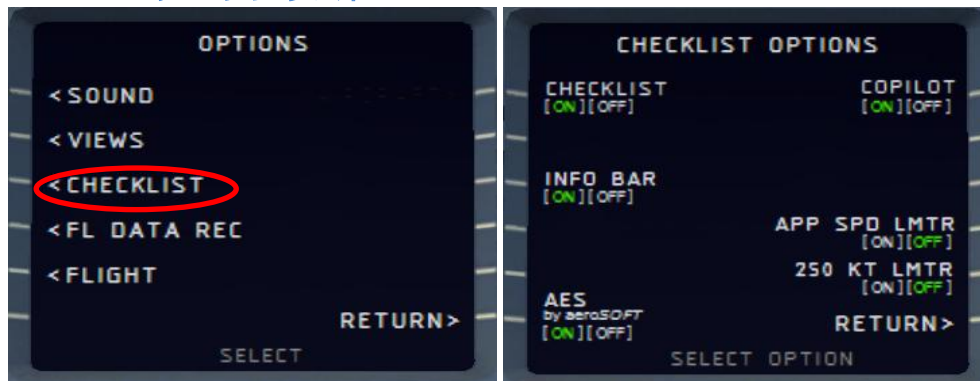 OPTIONS
<SOUND
<VIEWS
<CHECKLIST
<FL DATA REC
<FLIGHT
RETURN>
SELECT
CHECKLIST OPTIONS
CHECKLIST COPILOT
[ON][OFF] [ON][OFF]
INFO BAR
[ON][OFF]
APP SPD LMTR
[ON][OFF]
250 KT LMTR
[ON][OFF]
AES
by aeroSOFT RETURN>
[ON][OFF]
SELECT OPTION